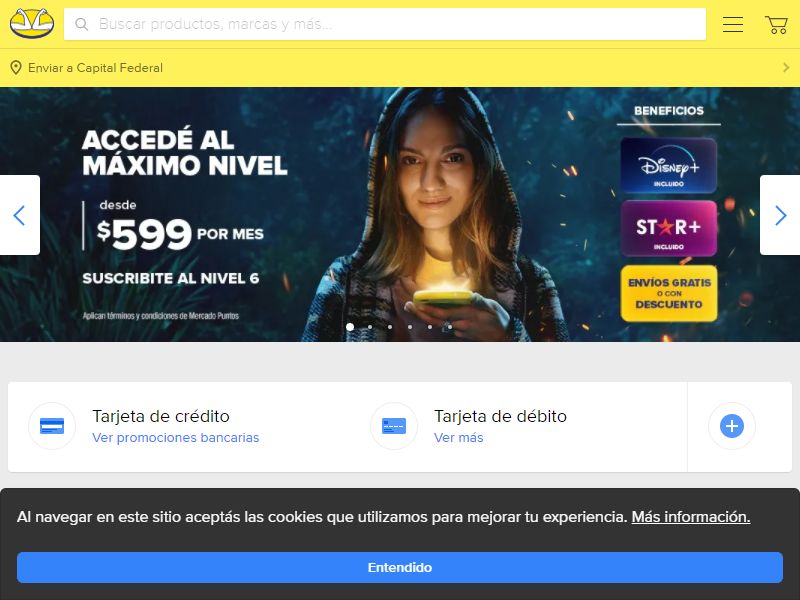 Buscar productos, marcas y más...
Enviar a Capital Federal
ACCEDÉ AL
MÁXIMO NIVEL
desde
$599 POR MES
SUSCRIBITE AL NIVEL 6
Aplican términos y condiciones de Mercado Puntos
BENEFICIOS
Disney+
INCLUIDO
STAR+
INCLUIDO
ENVÍOS GRATIS
O CON
DESCUENTO
Tarjeta de crédito
Ver promociones bancarias
Tarjeta de débito
Ver más
Al navegar en este sitio aceptás las cookies que utilizamos para mejorar tu experiencia. Más información.
Entendido